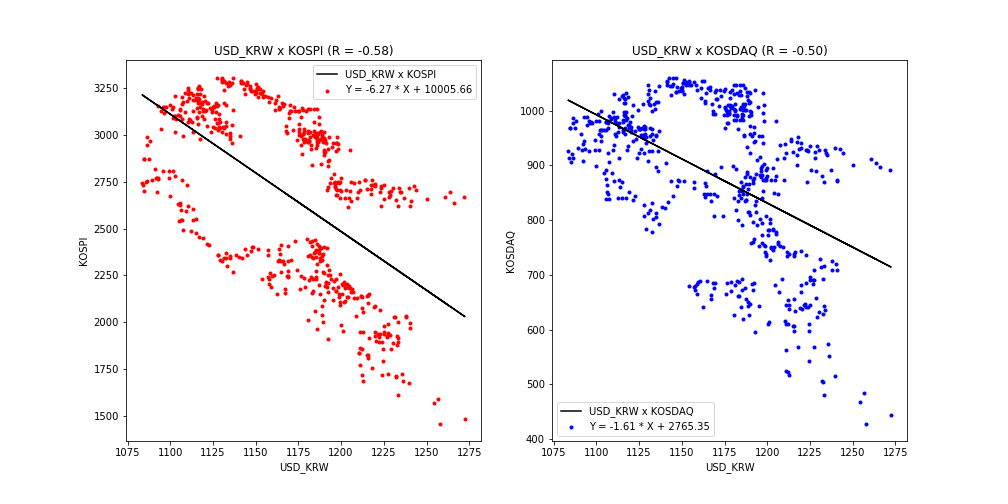 USD_KRW x KOSPI (R = -0.58)
USD_KRW x KOSPI
Y = -6.27 * X + 10005.66
KOSPI
3250
3000
2750
2500
2250
2000
1750
1500
1075 1100 1125 1150 1175 1200 1225 1250 1275
USD_KRW
USD_KRW x KOSDAQ (R = -0.50)
KOSDAQ
1000
900
800
700
600
500
400
USD_KRW x KOSDAQ
Y = -1.61 * X + 2765.35
1075 1100 1125 1150 1175 1200 1225 1250 1275
USD_KRW